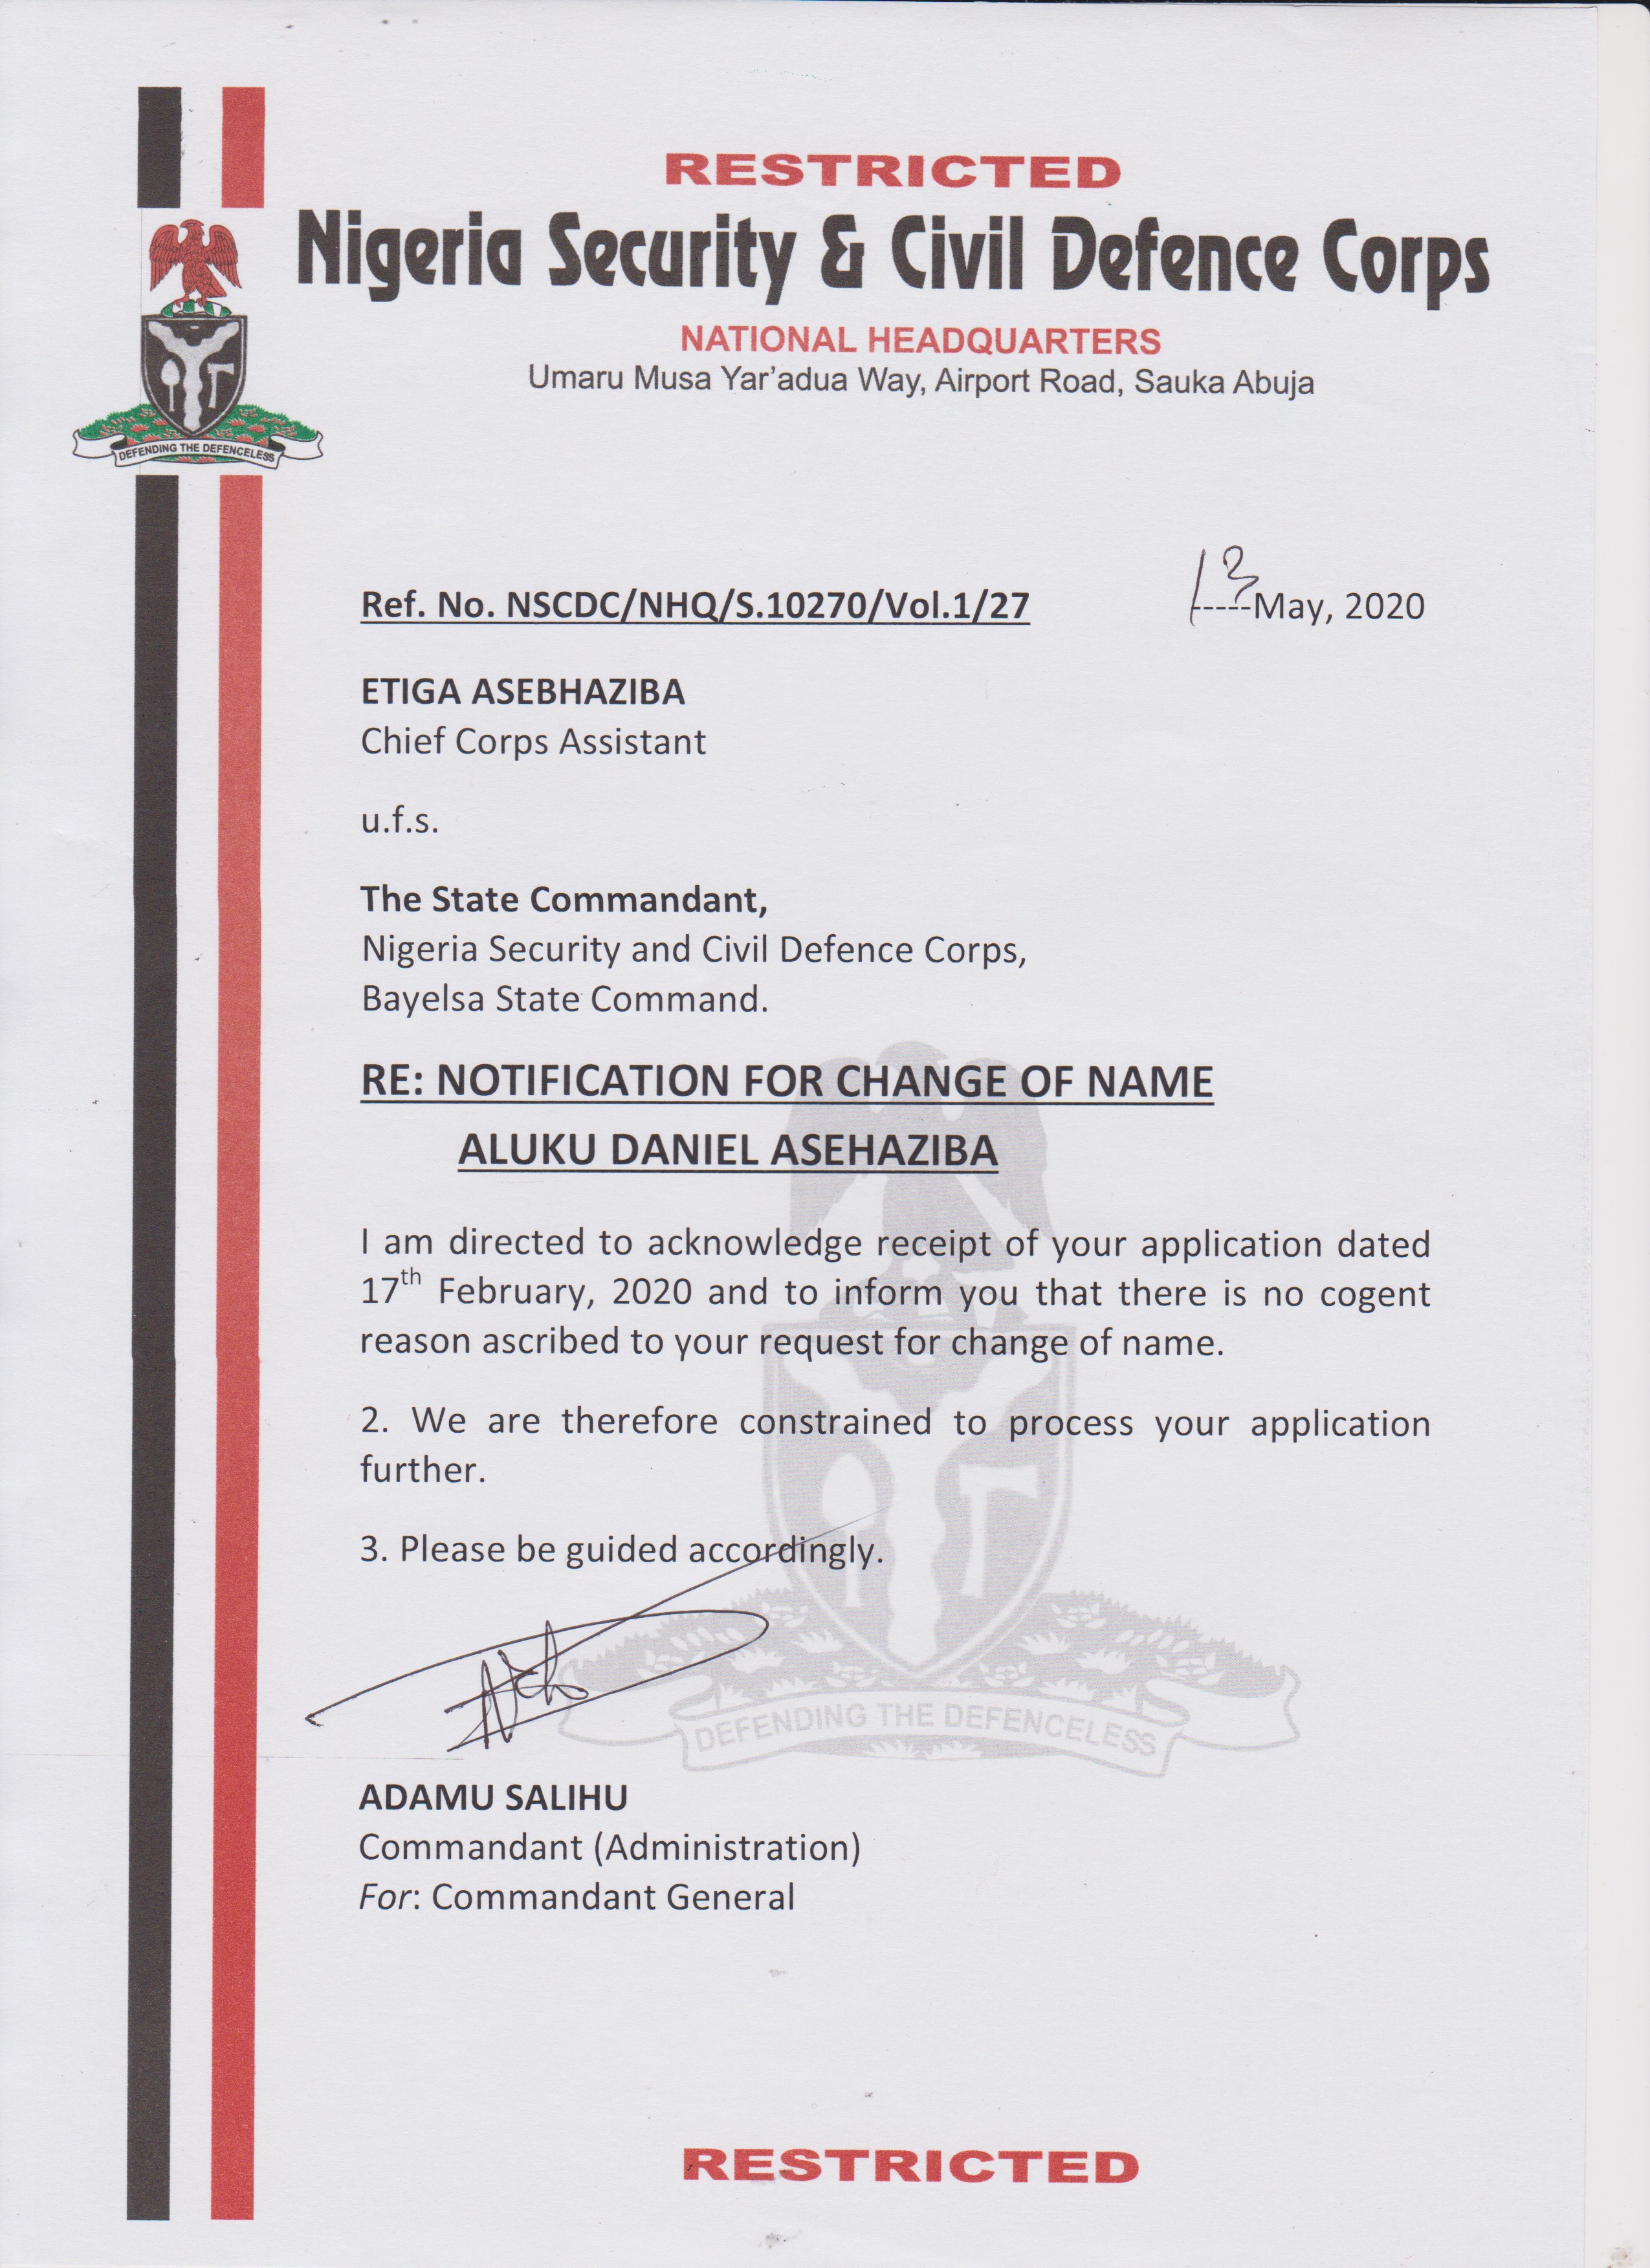 RESTRICTED
Nigeria Security & Civil Defence Corps
NATIONAL HEADQUARTERS
Umaru Musa Yar'adua Way, Airport Road, Sauka Abuja
DEFENDING THE DEFENCELESS
Ref. No. NSCDC/NHQ/S.10270/Vol.1/27
13 -----May, 2020
ETIGA ASEBHAZIBA
Chief Corps Assistant
u.f.s.
The State Commandant,
Nigeria Security and Civil Defence Corps,
Bayelsa State Command.
RE: NOTIFICATION FOR CHANGE OF NAME
ALUKU DANIEL ASEHAZIBA
I am directed to acknowledge receipt of your application dated
17th February, 2020 and to inform you that there is no cogent
reason ascribed to your request for change of name.
2. We are therefore constrained to process your application
further.
3. Please be guided accordingly.
DEFENDING THE DEFENCELESS
ADAMU SALIHU
Commandant (Administration)
For: Commandant General
RESTRICTED